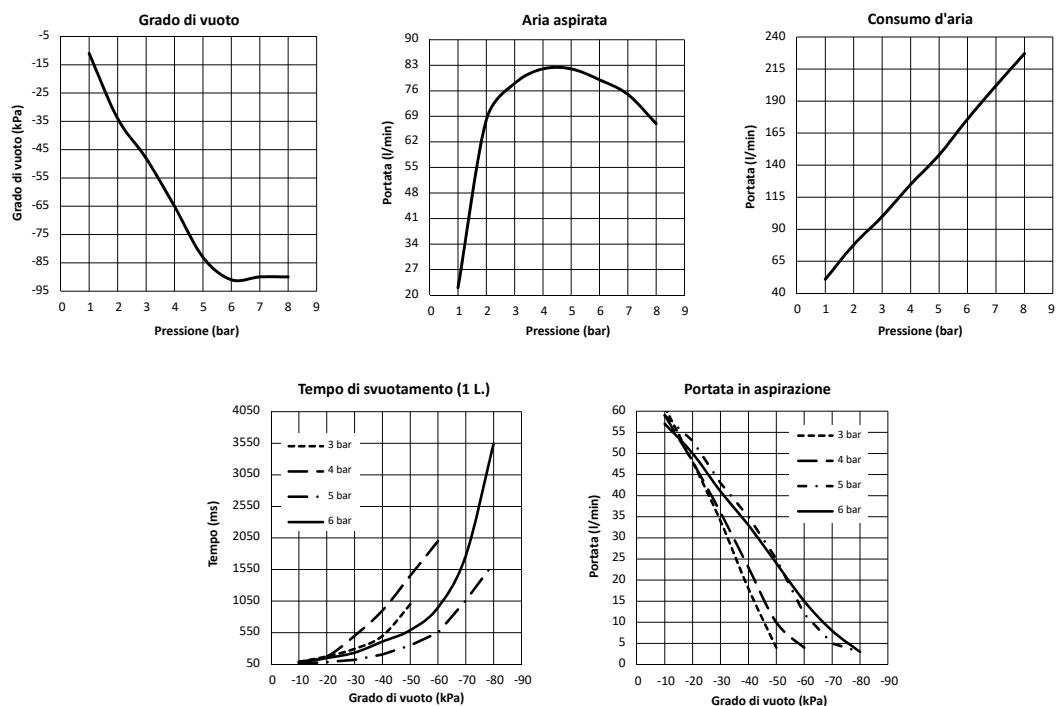 Grado di vuoto
Grado di vuoto (kPa)
-5
-15
-25
-35
-45
-55
-65
-75
-85
-95
0 1 2 3 4 5 6 7 8 9
Pressione (bar)
Aria aspirata
Portata (l/min)
90
83
76
69
62
55
48
41
34
27
20
0 1 2 3 4 5 6 7 8 9
Pressione (bar)
Consumo d'aria
Portata (l/min)
240
215
190
165
140
115
90
65
40
0 1 2 3 4 5 6 7 8 9
Pressione (bar)
Tempo di svuotamento (1 L.)
Tempo (ms)
4050
3550
3050
2550
2050
1550
1050
550
50
3 bar
4 bar
5 bar
6 bar
0 -10 -20 -30 -40 -50 -60 -70 -80 -90
Grado di vuoto (kPa)
Portata in aspirazione
Portata (l/min)
60
55
50
45
40
35
30
25
20
15
10
5
0
3 bar
4 bar
5 bar
6 bar
0 -10 -20 -30 -40 -50 -60 -70 -80 -90
Grado di vuoto (kPa)